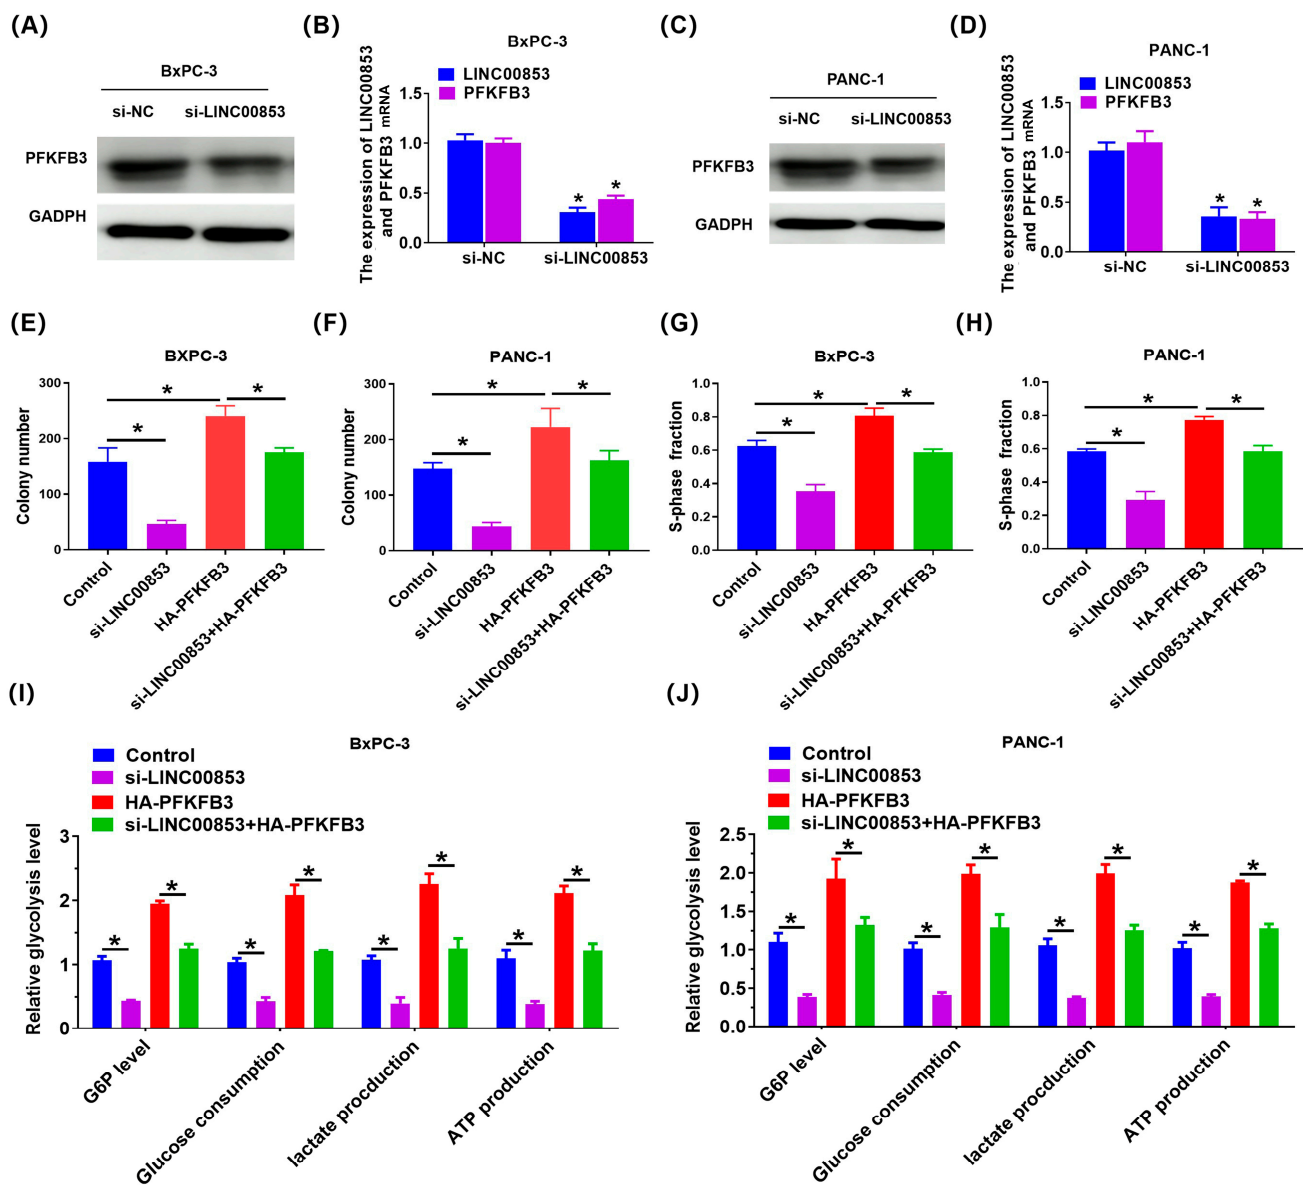 (A)
BxPC-3
si-NC si-LINC00853
PFKFB3
GADPH
(B)
BxPC-3
LINC00853
PFKFB3
The expression of LINC00853
and PFKFB3 mRNA
1.5
1.0
0.5
0.0
* *
si-NC si-LINC00853
(C)
PANC-1
si-NC si-LINC00853
PFKFB3
GAPDH
(D)
PANC-1
LINC00853
PFKFB3
The expression of LINC00853
and PFKFB3 mRNA
1.5
1.0
0.5
0.0
* *
si-NC si-LINC00853
(E)
BXPC-3
Colony number
300
200
100
0
* * *
Control
si-LINC00853
HA-PFKFB3
si-LINC00853+HA-PFKFB3
(F)
PANC-1
Colony number
300
200
100
0
* * *
Control
si-LINC00853
HA-PFKFB3
si-LINC00853+HA-PFKFB3
(G)
BxPC-3
S-phase fraction
1.0
0.8
0.6
0.4
0.2
0.0
* * *
Control
si-LINC00853
HA-PFKFB3
si-LINC00853+HA-PFKFB3
(H)
PANC-1
S-phase fraction
1.0
0.8
0.6
0.4
0.2
0.0
* * *
Control
si-LINC00853
HA-PFKFB3
si-LINC00853+HA-PFKFB3
(I)
BxPC-3
Control
si-LINC00853
HA-PFKFB3
si-LINC00853+HA-PFKFB3
Relative glycolysis level
3
2
1
0
* * * * * * * *
G6P level
Glucose consumption
lactate procduction
ATP production
(J)
PANC-1
Control
si-LINC00853
HA-PFKFB3
si-LINC00853+HA-PFKFB3
Relative glycolysis level
2.5
2.0
1.5
1.0
0.5
0.0
* * * * * * * *
G6P level
Glucose consumption
lactate procduction
ATP production